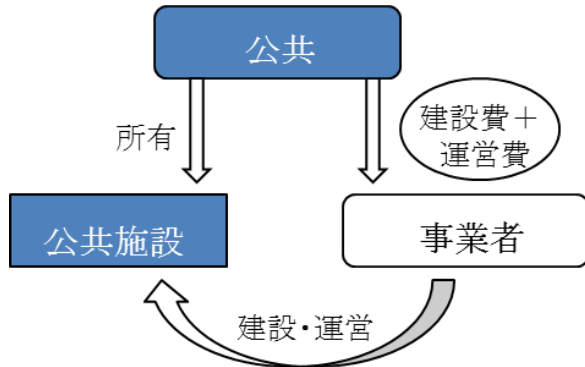 公共
所有
建設費＋
運営費
公共施設
事業者
建設・運営